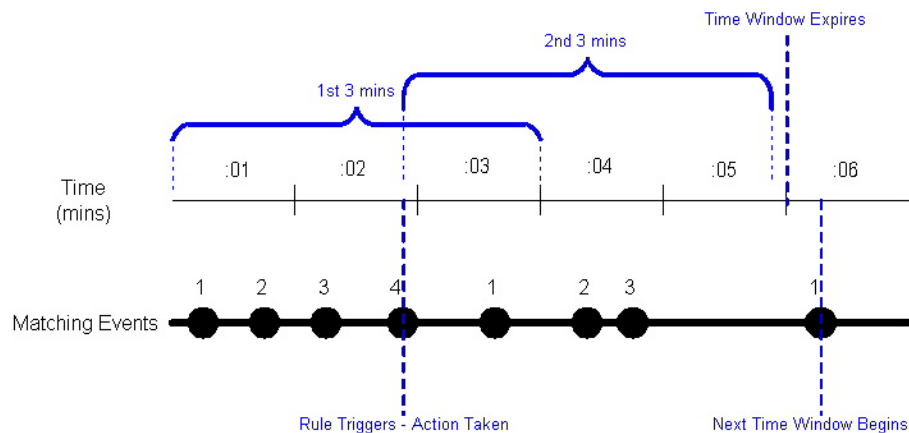 Time Window Expires
2nd 3 mins
1st 3 mins
:01 :02 :03 :04 :05 :06
Time
(mins)
1 2 3 4 1 2 3 1
Matching Events
Rule Triggers - Action Taken Next Time Window Begins